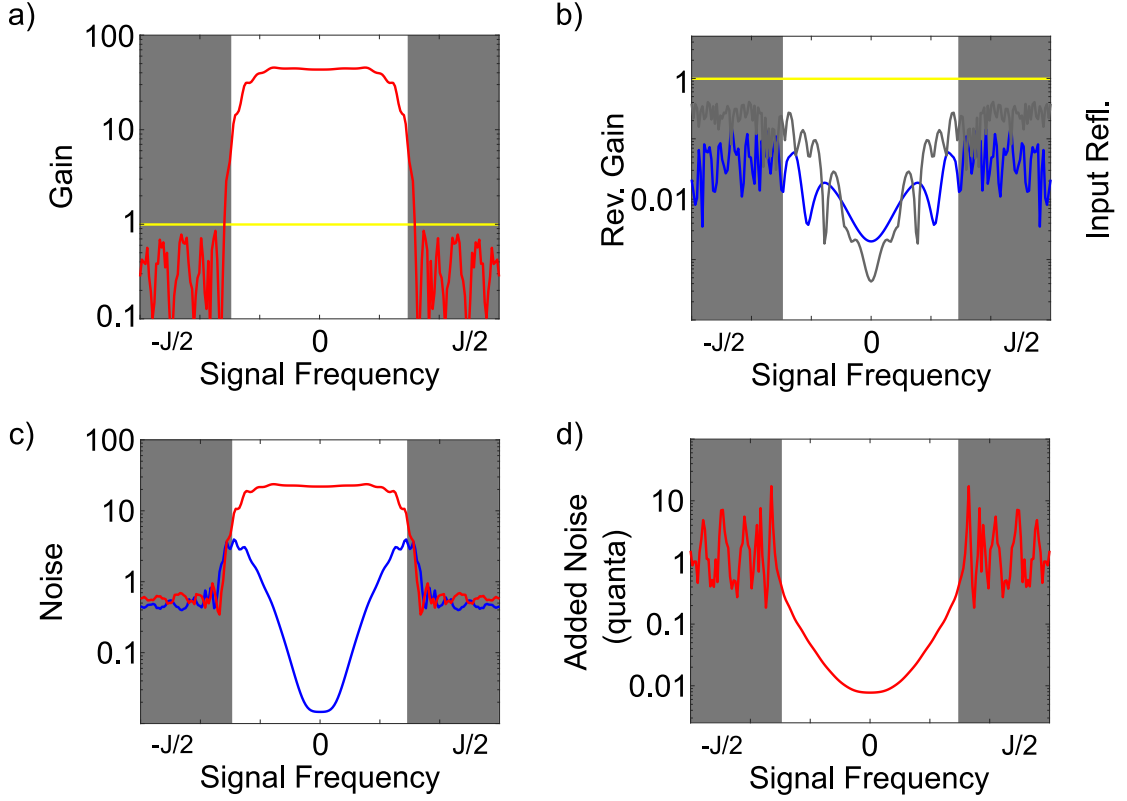 a)
100
10
1
0.1
Gain
-J/2
0
J/2
Signal Frequency
b)
1
0.01
Rev. Gain
Input Refl.
-J/2
0
J/2
Signal Frequency
c)
100
10
1
0.1
Noise
-J/2
0
J/2
Signal Frequency
d)
10
1
0.1
0.01
Added Noise
(quanta)
-J/2
0
J/2
Signal Frequency